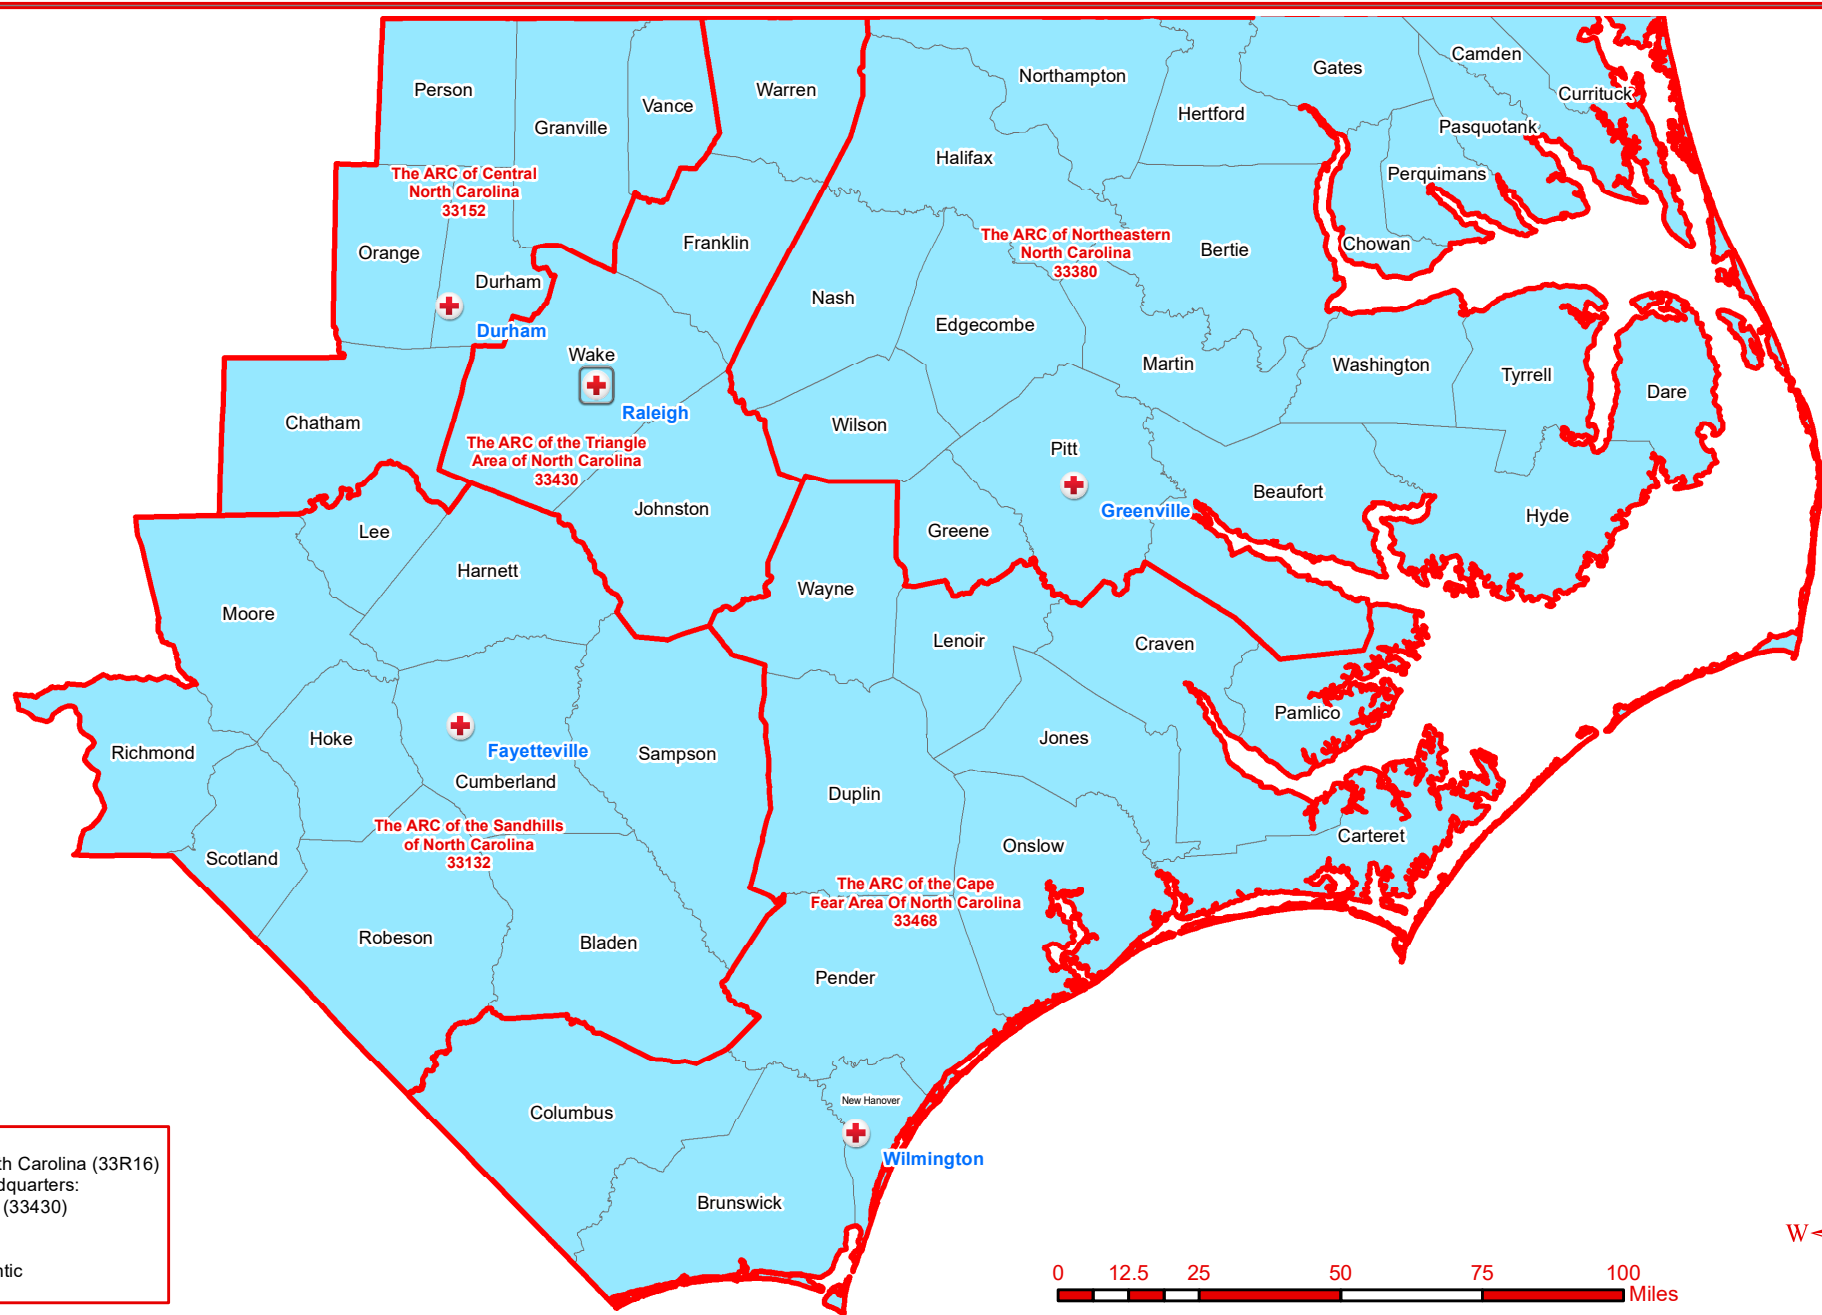 Person
Granville
Vance
Warren
Northampton
Hertford
Gates
Camden
Currituck
Pasquotank
Perquimans
Chowan
Halifax
Bertie
The ARC of Central
North Carolina
33152
Orange
Durham
Durham
Franklin
Nash
Edgecombe
The ARC of Northeastern
North Carolina
33380
Martin
Washington
Tyrrell
Dare
Wake
Raleigh
Chatham
The ARC of the Triangle
Area of North Carolina
33430
Wilson
Pitt
Greenville
Beaufort
Hyde
Johnston
Greene
Lee
Harnett
Moore
Wayne
Lenoir
Craven
Pamlico
Jones
Richmond
Hoke
Fayetteville
Cumberland
Sampson
Duplin
Onslow
Carteret
Scotland
The ARC of the Sandhills
of North Carolina
33132
The ARC of the Cape
Fear Area Of North Carolina
33468
Robeson
Bladen
Pender
Columbus
New Hanover
Wilmington
Brunswick
th Carolina (33R16)
dquarters:
(33430)
ntic
W
0 12.5 25 50 75 100
Miles